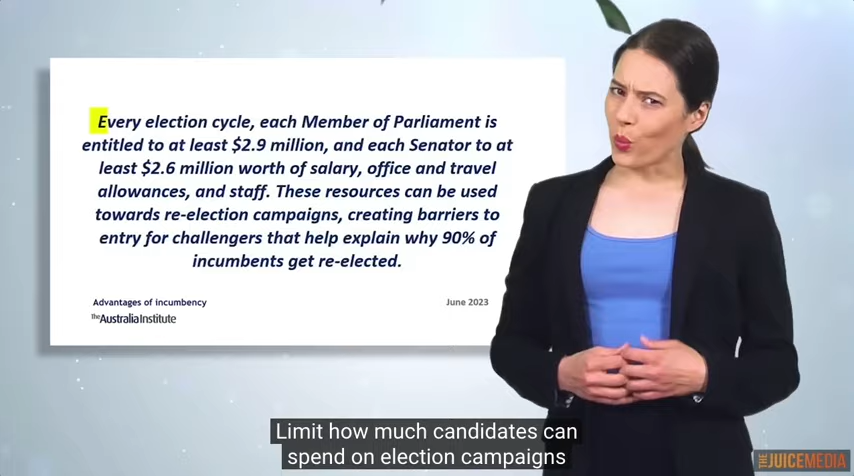 Every election cycle, each Member of Parliament is
entitled to at least $2.9 million, and each Senator to at
least $2.6 million worth of salary, office and travel
allowances, and staff. These resources can be used
towards re-election campaigns, creating barriers to
entry for challengers that help explain why 90% of
incumbents get re-elected.
Advantages of incumbency
June 2023
The Australia Institute
Limit how much candidates can
spend on election campaigns
THE JUICEMEDIA